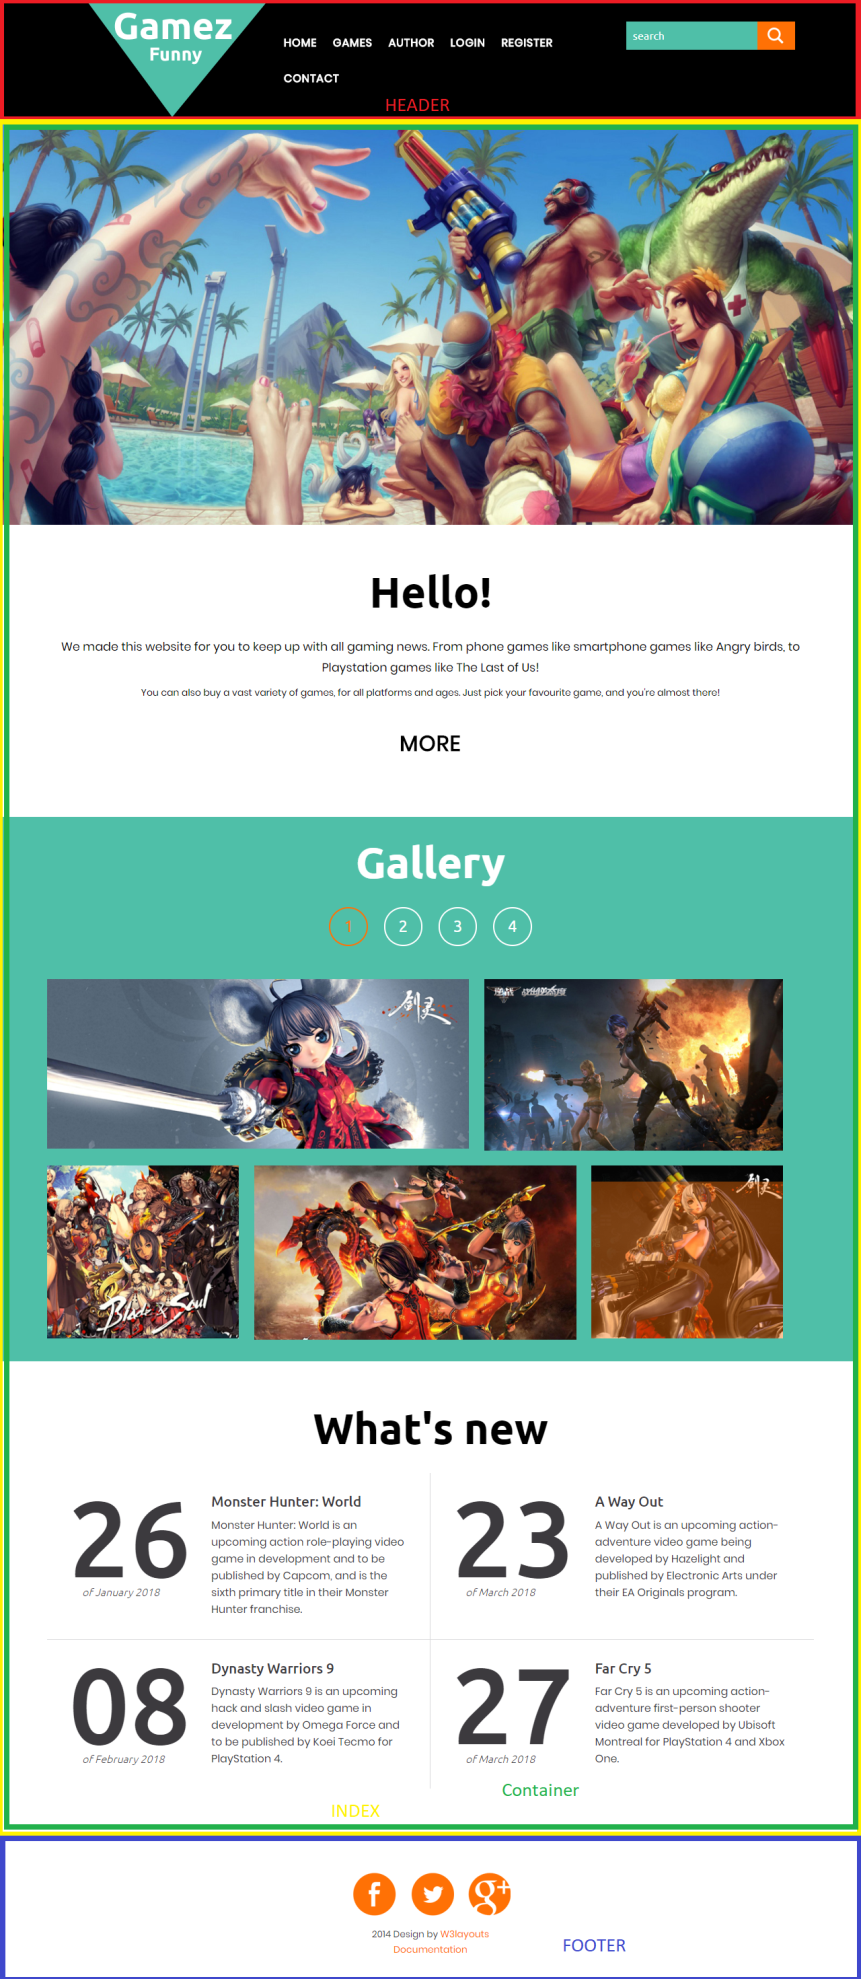 Gamez
Funny
HOME GAMES AUTHOR LOGIN REGISTER
CONTACT
search
HEADER
Hello!
We made this website for you to keep up with all gaming news. From phone games like smartphone games like Angry birds, to
Playstation games like The Last of Us!
You can also buy a vast variety of games, for all platforms and ages. Just pick your favourite game, and you're almost there!
MORE
Gallery
1 2 3 4
剑灵
剑灵
Blade & Soul
What's new
26
of January 2018
Monster Hunter: World
Monster Hunter: World is an
upcoming action role-playing video
game in development and to be
published by Capcom, and is the
sixth primary title in their Monster
Hunter franchise.
23
of March 2018
A Way Out
A Way Out is an upcoming action-
adventure video game being
developed by Hazelight and
published by Electronic Arts under
their EA Originals program.
08
of February 2018
Dynasty Warriors 9
Dynasty Warriors 9 is an upcoming
hack and slash video game in
development by Omega Force and
to be published by Koei Tecmo for
PlayStation 4.
27
of March 2018
Far Cry 5
Far Cry 5 is an upcoming action-
adventure first-person shooter
video game developed by Ubisoft
Montreal for PlayStation 4 and Xbox
One.
Container
INDEX
f g+
2014 Design by W3layouts
Documentation
FOOTER